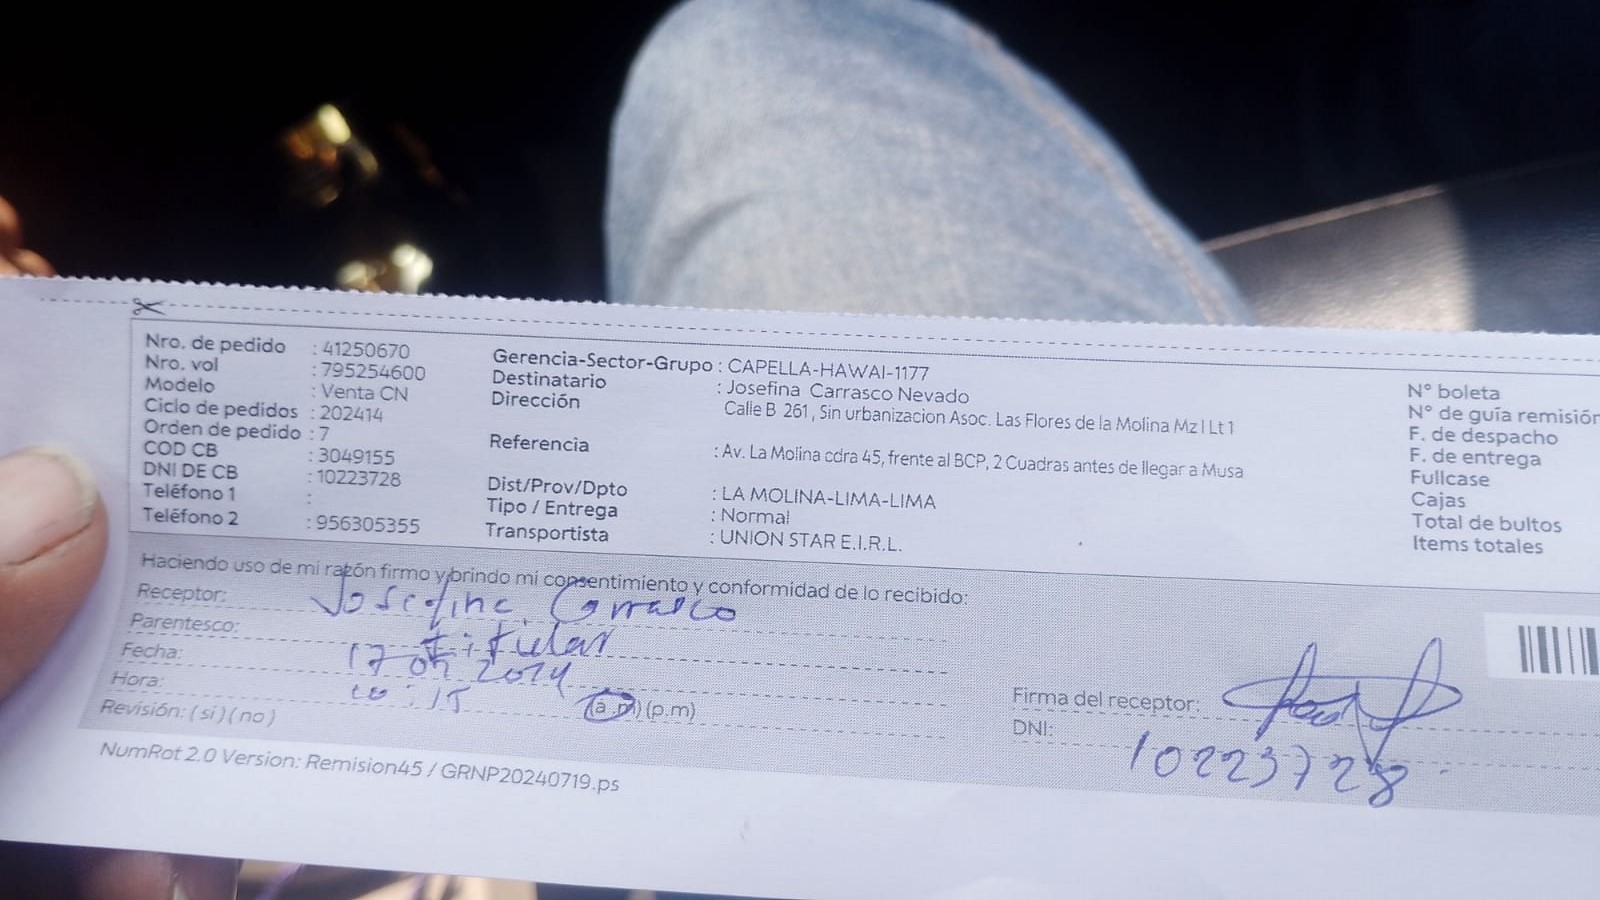 Nro. de pedido : 41250670
Nro. vol : 795254600
Modelo : Venta CN
Ciclo de pedidos : 202414
Orden de pedido : 7
COD CB : 3049155
DNI DE CB : 10223728
Teléfono 1 :
Teléfono 2 : 956305355
Gerencia-Sector-Grupo : CAPELLA-HAWAI-1177
Destinatario : Josefina Carrasco Nevado
Dirección Calle B 261, Sin urbanizacion Asoc. Las Flores de la Molina Mz I Lt 1
Referencia : Av. La Molina cdra 45, frente al BCP, 2 Cuadras antes de llegar a Musa
Dist/Prov/Dpto : LA MOLINA-LIMA-LIMA
Tipo / Entrega : Normal
Transportista : UNION STAR E.I.R.L.
N° boleta
N° de guía remisión
F. de despacho
F. de entrega
Fullcase
Cajas
Total de bultos
Items totales
Haciendo uso de mi razón firmo y brindo mi consentimiento y conformidad de lo recibido:
Receptor: Josefina Carrasco
Parentesco: titular
Fecha: 17
Hora: 10:15 (a.m) (p.m)
Revisión: ( si ) ( no )
Firma del receptor:
DNI: 10223728
NumRot 2.0 Version: Remision45 / GRNP20240719.ps